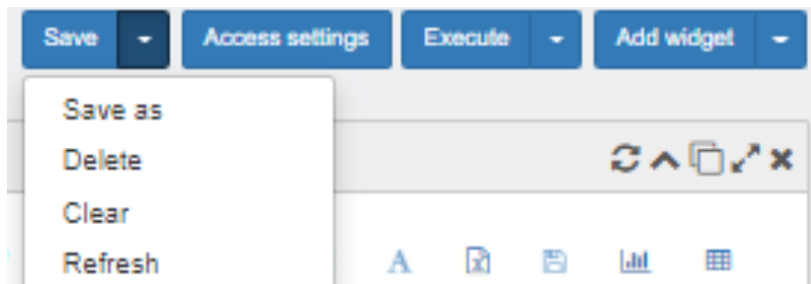 Save Access settings Execute Add widget
Save as
Delete
Clear
Refresh
A